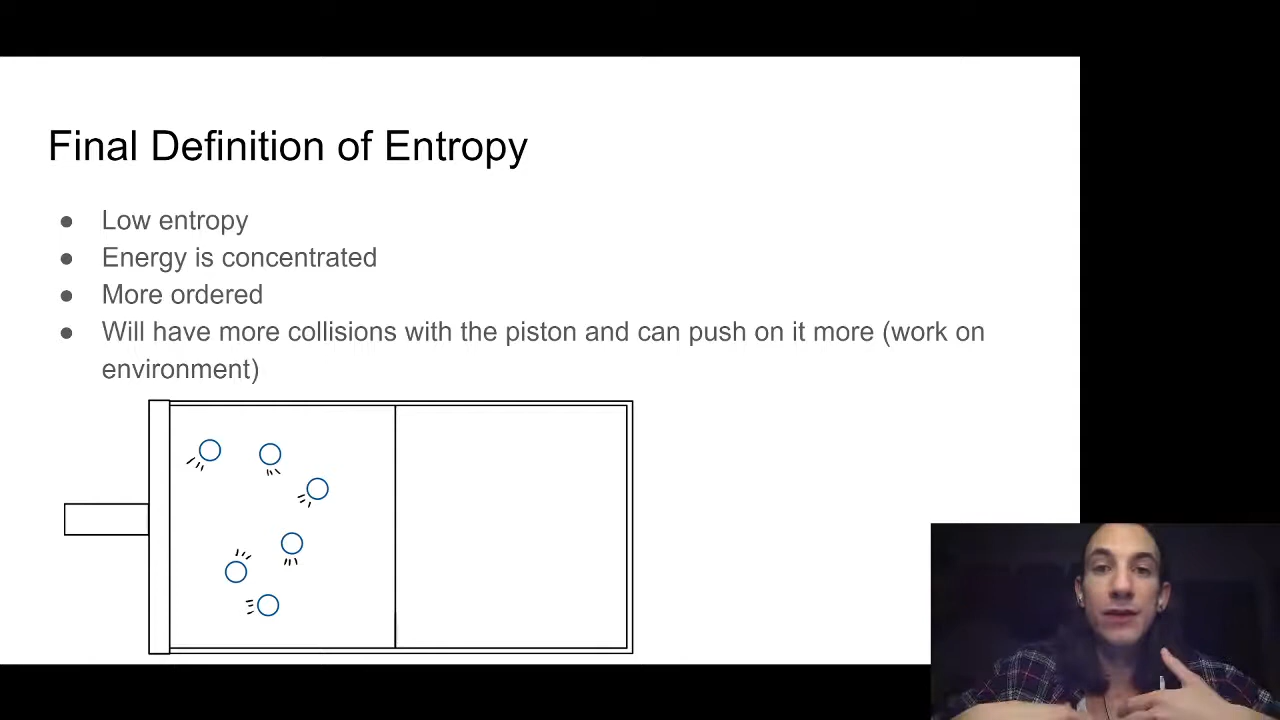 Final Definition of Entropy
● Low entropy
● Energy is concentrated
● More ordered
● Will have more collisions with the piston and can push on it more (work on
environment)